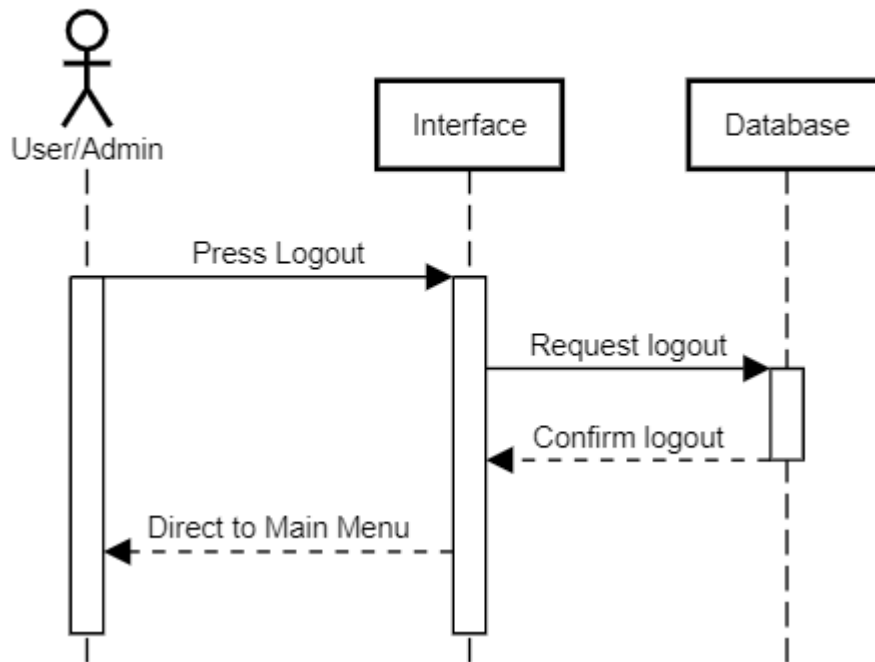 User/Admin
Interface
Database
Press Logout
Request logout
Confirm logout
Direct to Main Menu